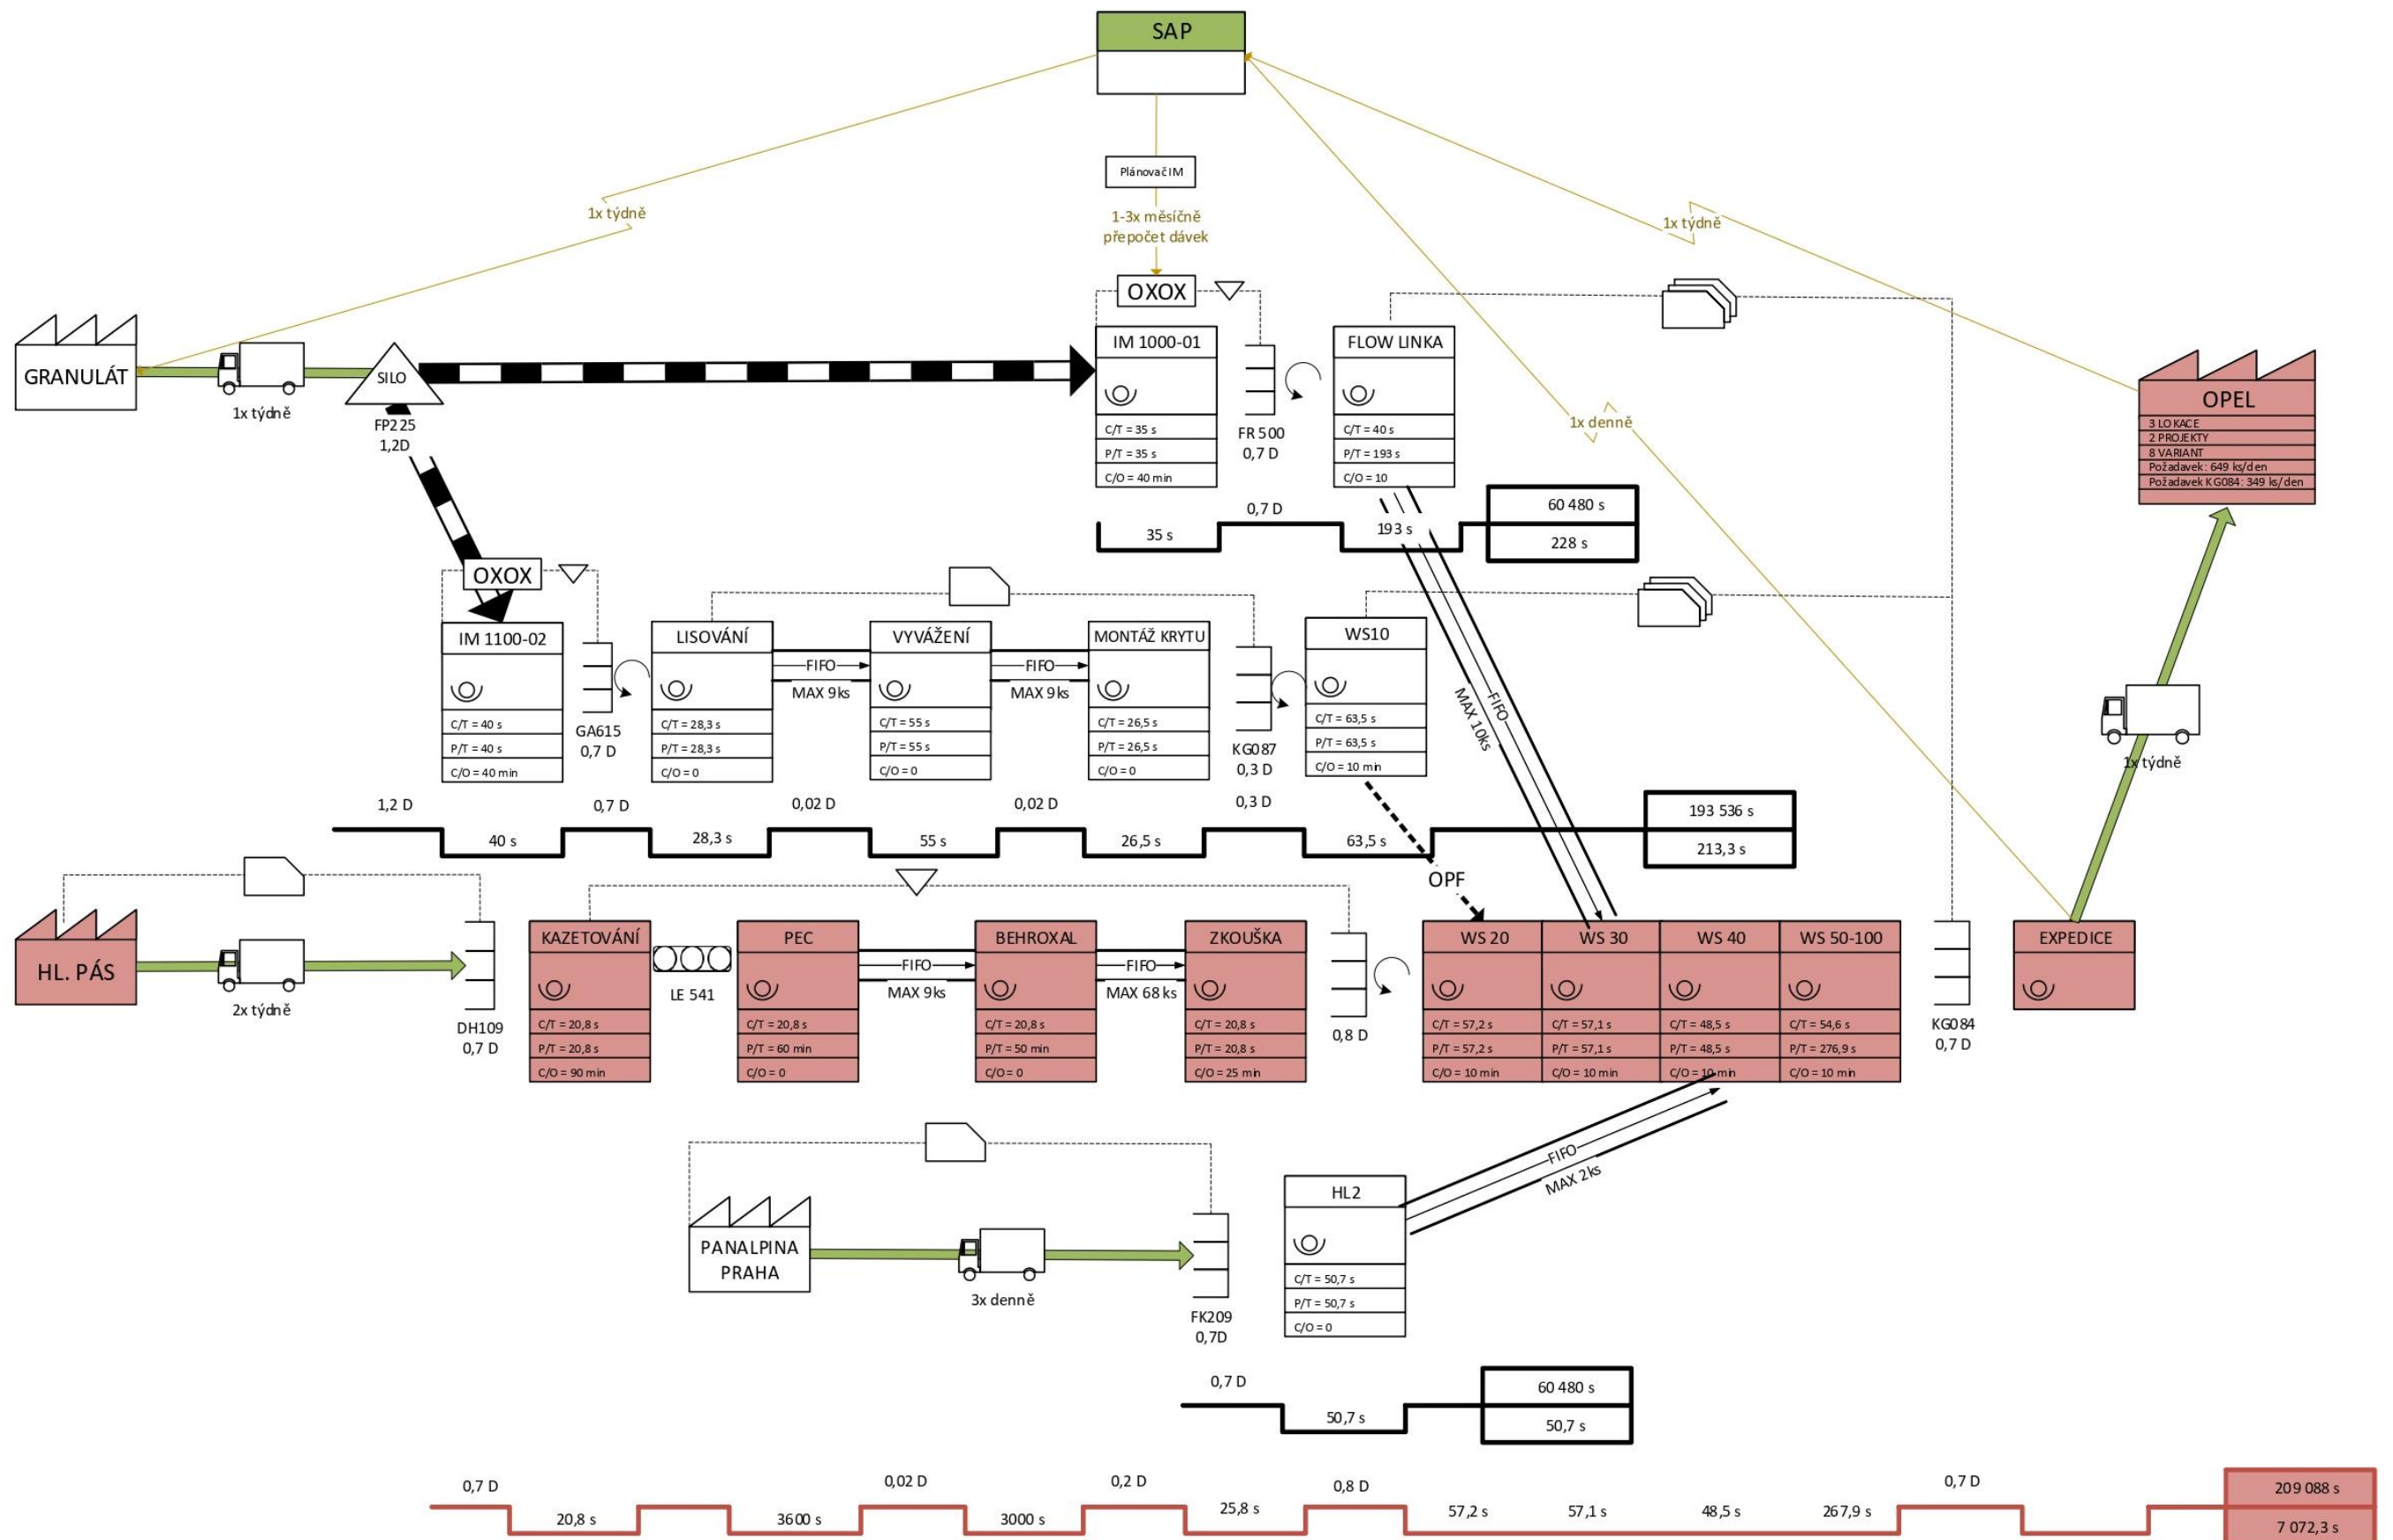 SAP
Plánovač IM
1x týdně
1-3x měsíčně
přepočet dávek
1x týdně
OXOX
GRANULÁT
1x týdně
SILO
FP225
1,2D
IM 1000-01
C/T = 35 s
P/T = 35 s
C/O = 40 min
FR 500
0,7 D
FLOW LINKA
C/T = 40 s
P/T = 193 s
C/O = 10
1x denně
OPEL
3 LOKACE
2 PROJEKTY
8 VARIANT
Požadavek: 649 ks/den
Požadavek KG084: 349 ks/den
35 s
0,7 D
193 s
60 480 s
228 s
OXOX
IM 1100-02
C/T = 40 s
P/T = 40 s
C/O = 40 min
GA615
0,7 D
LISOVÁNÍ
C/T = 28,3 s
P/T = 28,3 s
C/O = 0
FIFO
MAX 9ks
VYVÁŽENÍ
C/T = 55 s
P/T = 55 s
C/O = 0
FIFO
MAX 9ks
MONTÁŽ KRYTU
C/T = 26,5 s
P/T = 26,5 s
C/O = 0
KG087
0,3 D
WS10
C/T = 63,5 s
P/T = 63,5 s
C/O = 10 min
FIFO
MAX 10ks
1x týdně
1,2 D
40 s
0,7 D
28,3 s
0,02 D
55 s
0,02 D
26,5 s
0,3 D
63,5 s
193 536 s
213,3 s
OPF
HL. PÁS
2x týdně
DH109
0,7 D
KAZETOVÁNÍ
C/T = 20,8 s
P/T = 20,8 s
C/O = 90 min
LE 541
PEC
C/T = 20,8 s
P/T = 60 min
C/O = 0
FIFO
MAX 9ks
BEHROXAL
C/T = 20,8 s
P/T = 50 min
C/O = 0
FIFO
MAX 68 ks
ZKOUŠKA
C/T = 20,8 s
P/T = 20,8 s
C/O = 25 min
0,8 D
WS 20
C/T = 57,2 s
P/T = 57,2 s
C/O = 10 min
WS 30
C/T = 57,1 s
P/T = 57,1 s
C/O = 10 min
WS 40
C/T = 48,5 s
P/T = 48,5 s
C/O = 10 min
WS 50-100
C/T = 54,6 s
P/T = 276,9 s
C/O = 10 min
KG084
0,7 D
EXPEDICE
PANALPINA
PRAHA
3x denně
FK209
0,7D
HL2
C/T = 50,7 s
P/T = 50,7 s
C/O = 0
FIFO
MAX 2ks
0,7 D
50,7 s
60 480 s
50,7 s
0,7 D
20,8 s
3600 s
0,02 D
3000 s
0,2 D
25,8 s
0,8 D
57,2 s
57,1 s
48,5 s
267,9 s
0,7 D
209 088 s
7 072,3 s